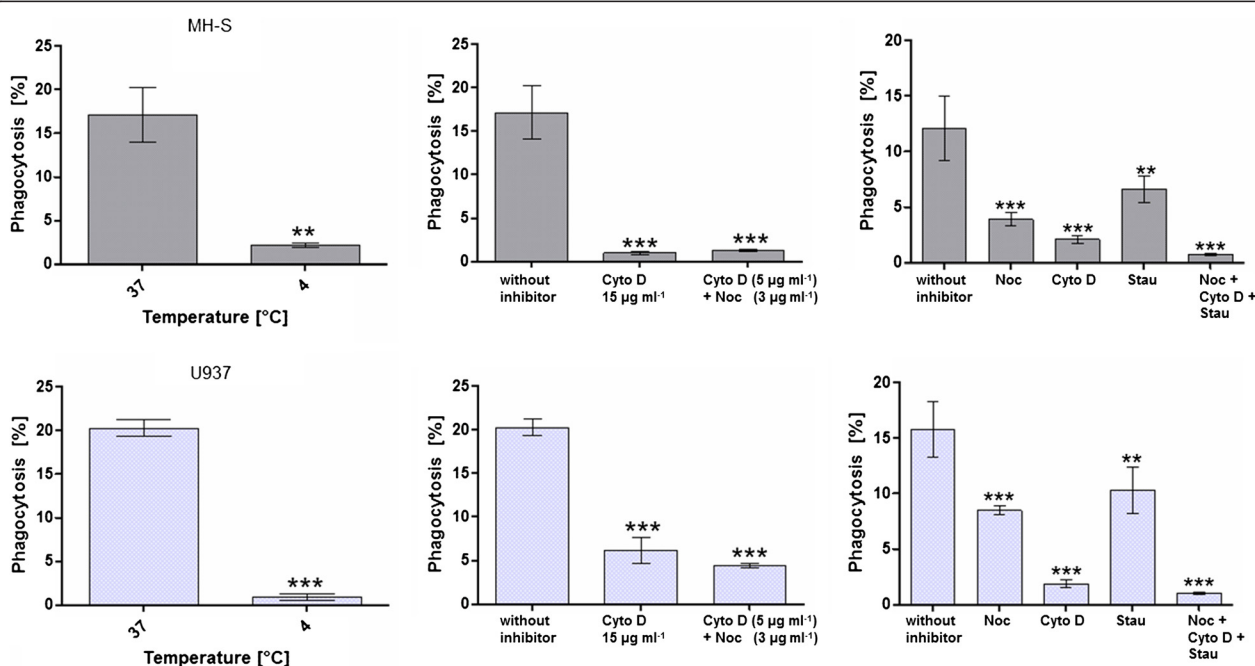 MH-S
Phagocytosis [%]
25
20
15
10
5
0
**
37
4
Temperature [°C]
Phagocytosis [%]
25
20
15
10
5
0
***
***
without
inhibitor
Cyto D
15 µg ml-1
Cyto D (5 µg ml-1)
+ Noc (3 µg ml-1)
Phagocytosis [%]
20
15
10
5
0
***
***
**
***
without
inhibitor
Noc
Cyto D
Stau
Noc +
Cyto D +
Stau
U937
Phagocytosis [%]
25
20
15
10
5
0
***
37
4
Temperature [°C]
Phagocytosis [%]
25
20
15
10
5
0
***
***
without
inhibitor
Cyto D
15 µg ml-1
Cyto D (5 µg ml-1)
+ Noc (3 µg ml-1)
Phagocytosis [%]
20
15
10
5
0
***
***
**
***
without
inhibitor
Noc
Cyto D
Stau
Noc +
Cyto D +
Stau